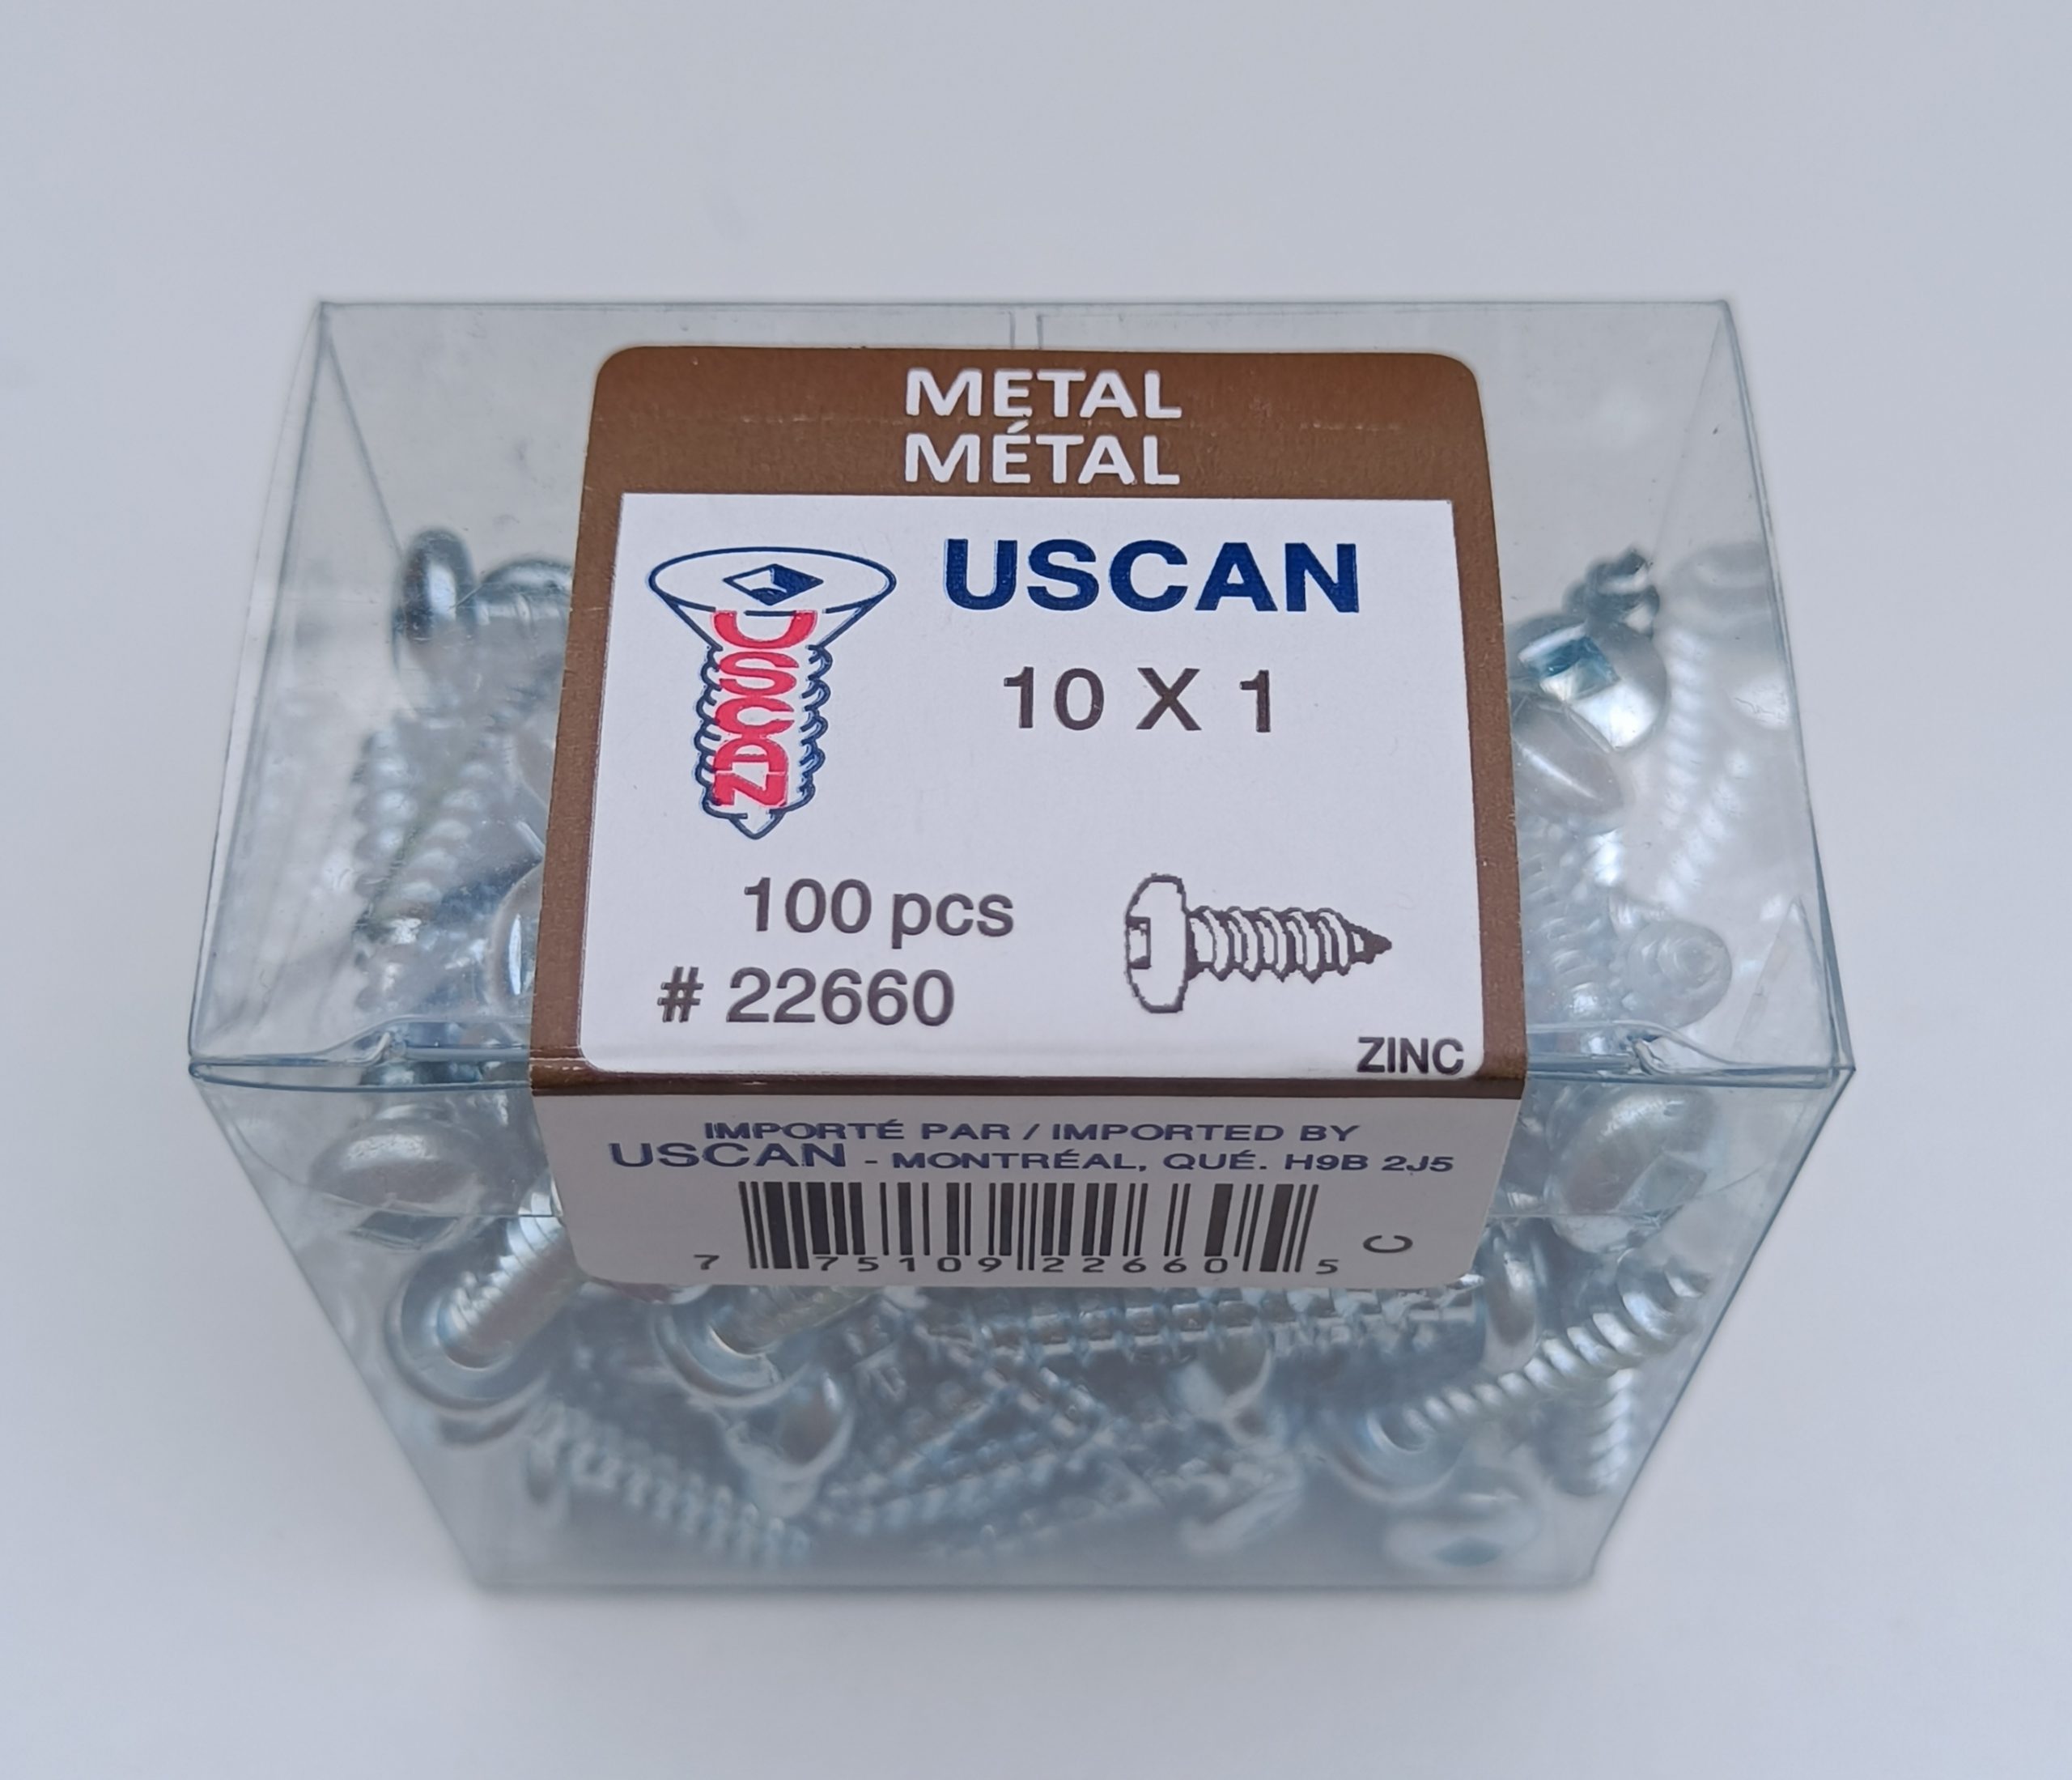 METAL
MÉTAL
USCAN
USCAN
10 X 1
100 pcs
# 22660
ZINC
IMPORTÉ PAR / IMPORTED BY
USCAN - MONTRÉAL, QUÉ. H9B 2J5
7 75109 22660 5 C